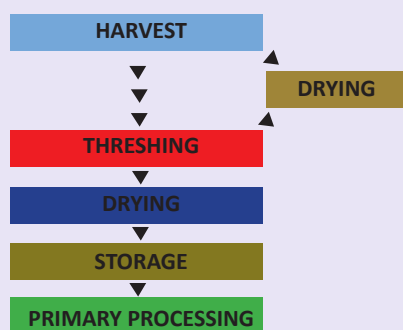 HARVEST
DRYING
THRESHING
DRYING
STORAGE
PRIMARY PROCESSING